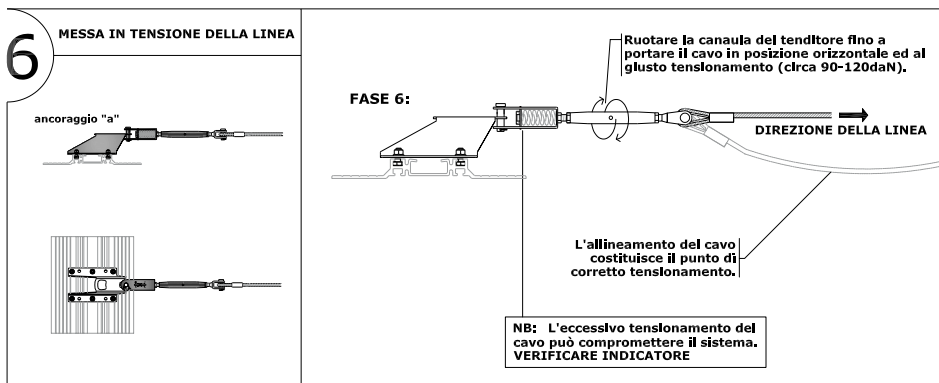 6
MESSA IN TENSIONE DELLA LINEA
ancoraggio "a"
FASE 6:
Ruotare la canaula del tenditore fino a
portare il cavo in posizione orizzontale ed al
giusto tensionamento (circa 90-120daN).
DIREZIONE DELLA LINEA
L'allineamento del cavo
costituisce il punto di
corretto tensionamento.
NB: L'eccessivo tensionamento del
cavo può compromettere il sistema.
VERIFICARE INDICATORE